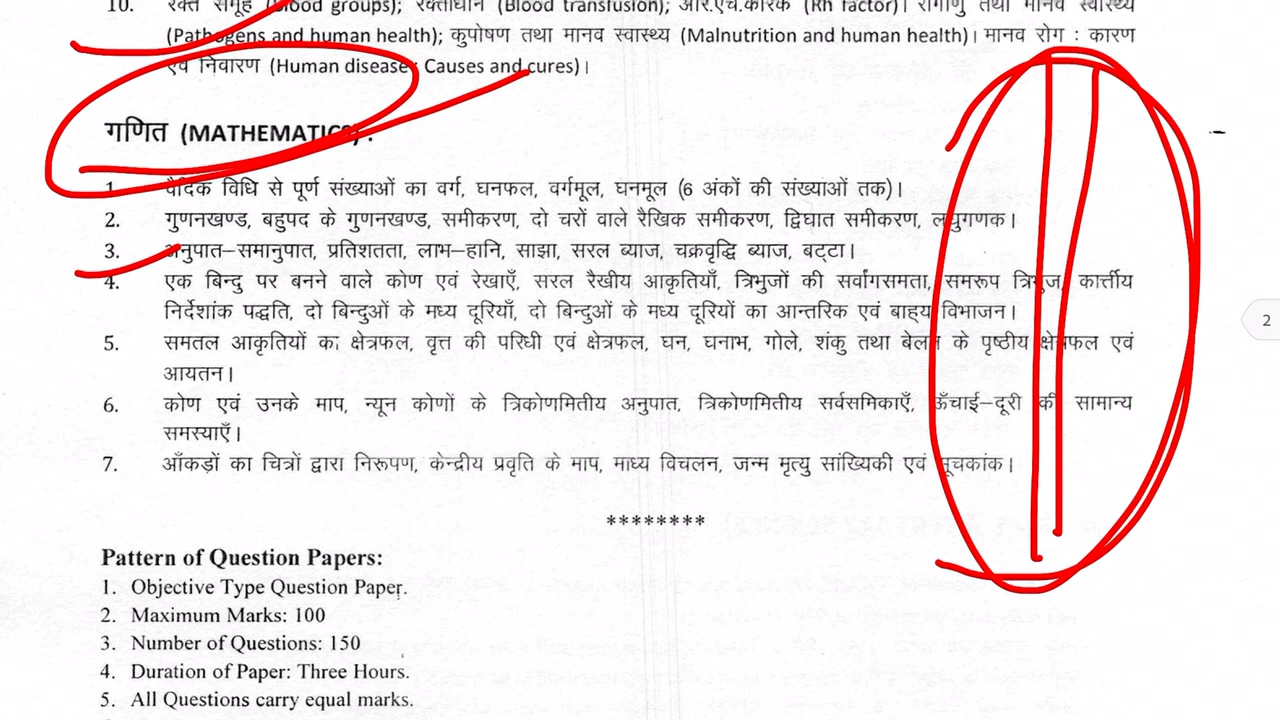 10. रक्त समूह (Blood groups); रक्ताधान (Blood transfusion); आर.एच.कारक (Rh factor)। रोगाणु तथा मानव स्वास्थ्य
(Pathogens and human health); कुपोषण तथा मानव स्वास्थ्य (Malnutrition and human health)। मानव रोग : कारण
एवं निवारण (Human disease: Causes and cures)।
गणित (MATHEMATICS) :
1. वैदिक विधि से पूर्ण संख्याओं का वर्ग, घनफल, वर्गमूल, घनमूल (6 अंकों की संख्याओं तक)।
2. गुणनखण्ड, बहुपद के गुणनखण्ड, समीकरण, दो चरों वाले रैखिक समीकरण, द्विघात समीकरण, लघुगणक।
3. अनुपात–समानुपात, प्रतिशतता, लाभ–हानि, साझा, सरल ब्याज, चक्रवृद्धि ब्याज, बट्टा।
4. एक बिन्दु पर बनने वाले कोण एवं रेखाएँ, सरल रैखीय आकृतियाँ, त्रिभुजों की सर्वांगसमता, समरूप त्रिभुज, कार्त्तीय
निर्देशांक पद्धति, दो बिन्दुओं के मध्य दूरियाँ, दो बिन्दुओं के मध्य दूरियों का आन्तरिक एवं बाहय विभाजन।
5. समतल आकृतियों का क्षेत्रफल, वृत्त की परिधी एवं क्षेत्रफल, घन, घनाभ, गोले, शंकु तथा बेलन के पृष्ठीय क्षेत्रफल एवं
आयतन।
6. कोण एवं उनके माप, न्यून कोणों के त्रिकोणमितीय अनुपात, त्रिकोणमितीय सर्वसमिकाएँ, ऊँचाई–दूरी की सामान्य
समस्याएँ।
7. आँकड़ों का चित्रों द्वारा निरूपण, केन्द्रीय प्रवृति के माप, माध्य विचलन, जन्म मृत्यु सांख्यिकी एवं सूचकांक।
********
Pattern of Question Papers:
1. Objective Type Question Paper.
2. Maximum Marks: 100
3. Number of Questions: 150
4. Duration of Paper: Three Hours.
5. All Questions carry equal marks.
2